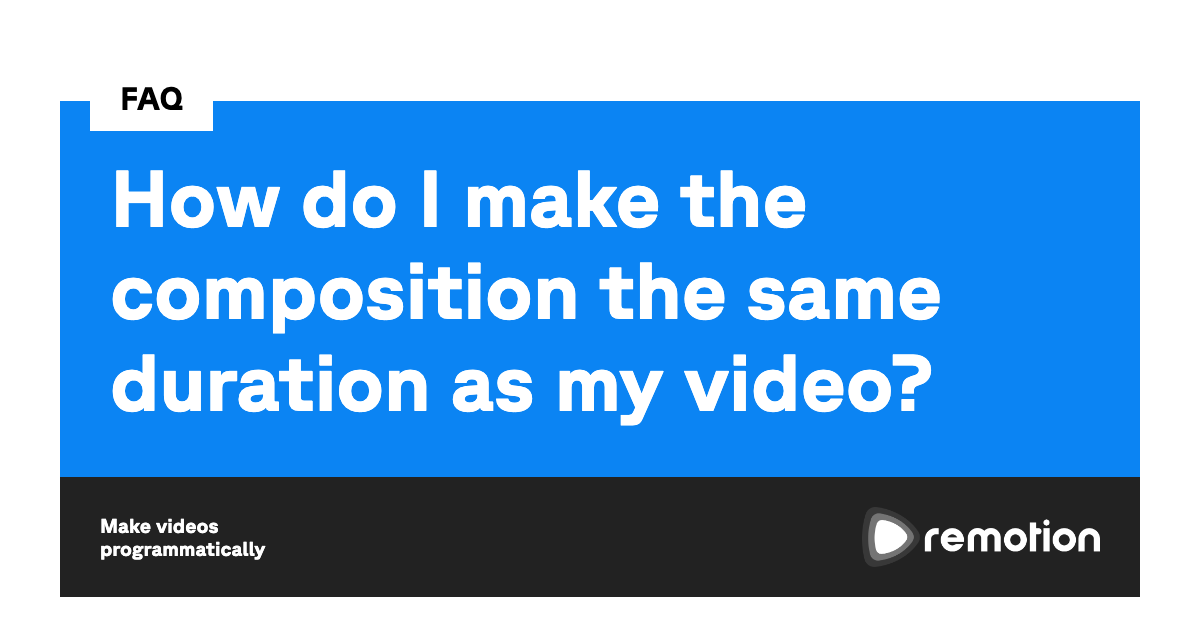 FAQ
How do I make the
composition the same
duration as my video?
Make videos
programmatically
remotion